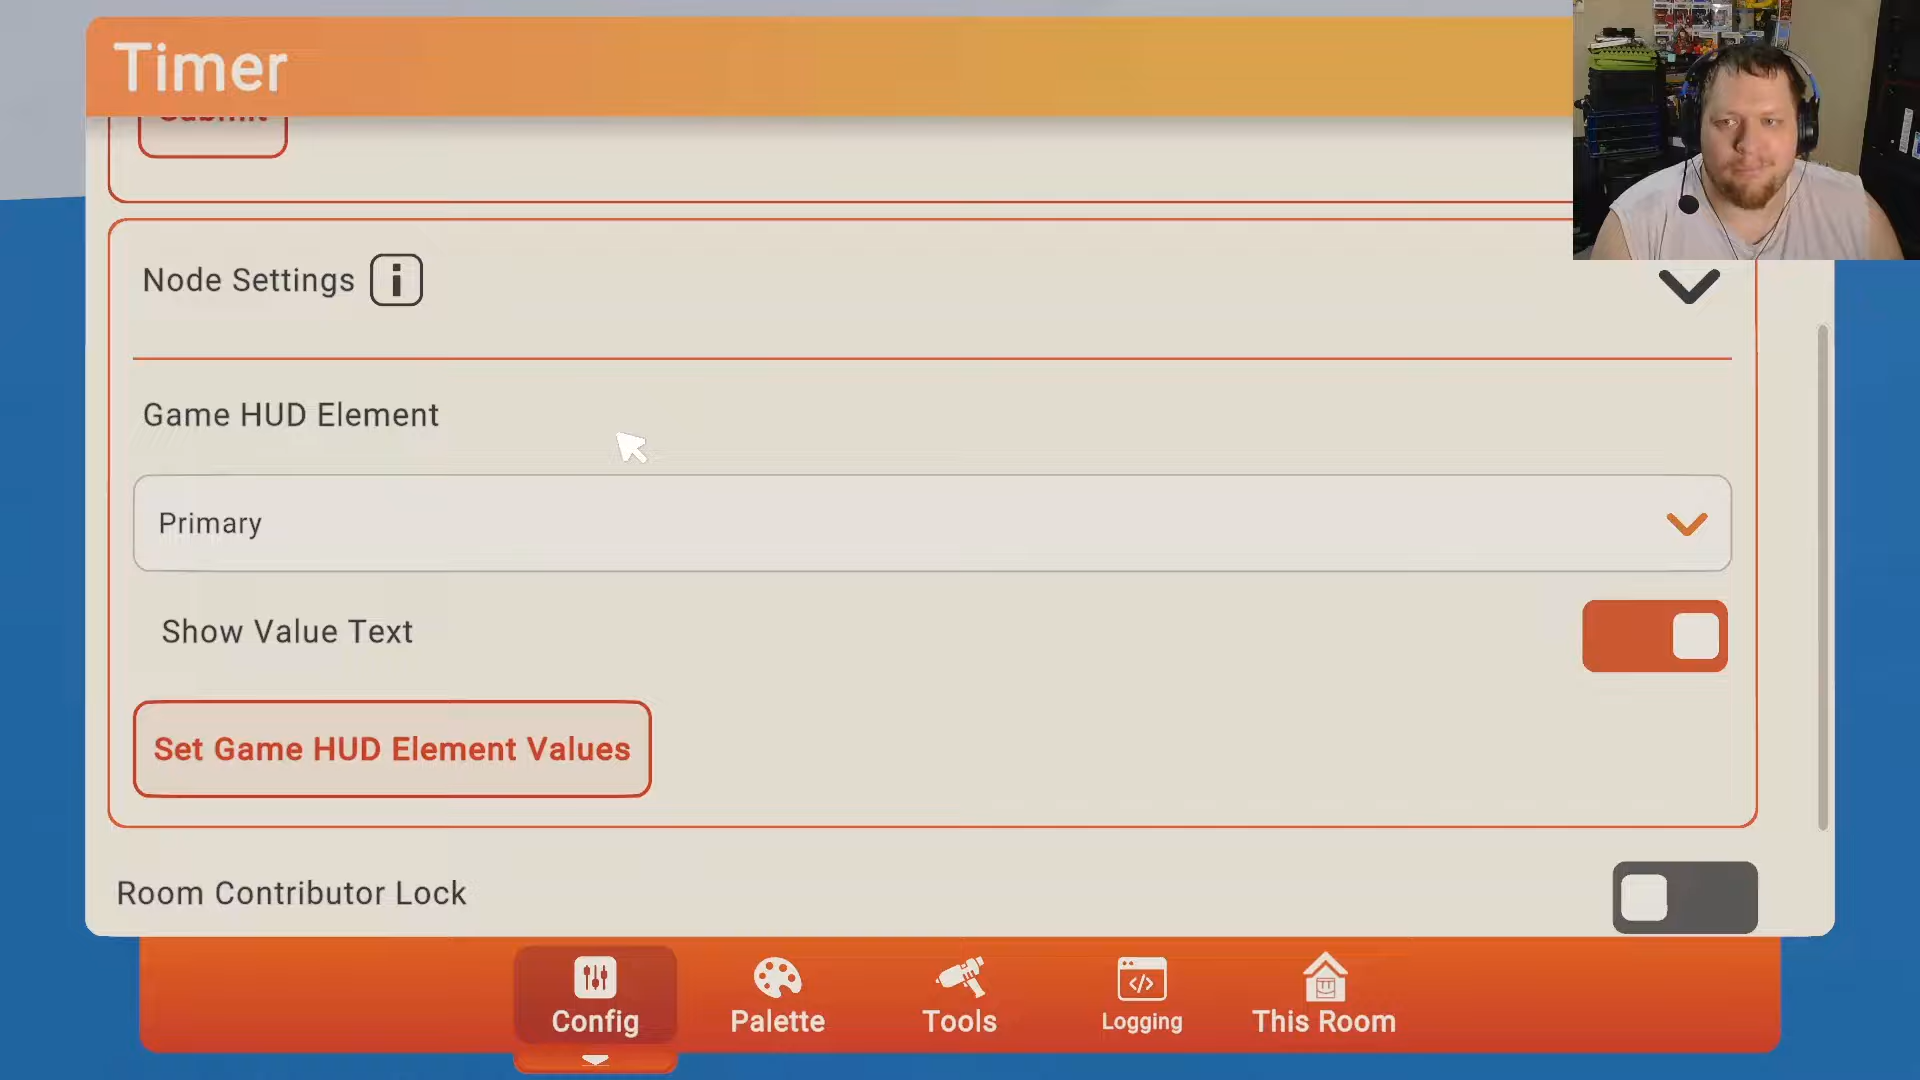 Timer
Submit
Node Settings
Game HUD Element
Primary
Show Value Text
Set Game HUD Element Values
Room Contributor Lock
Config
Palette
Tools
Logging
This Room